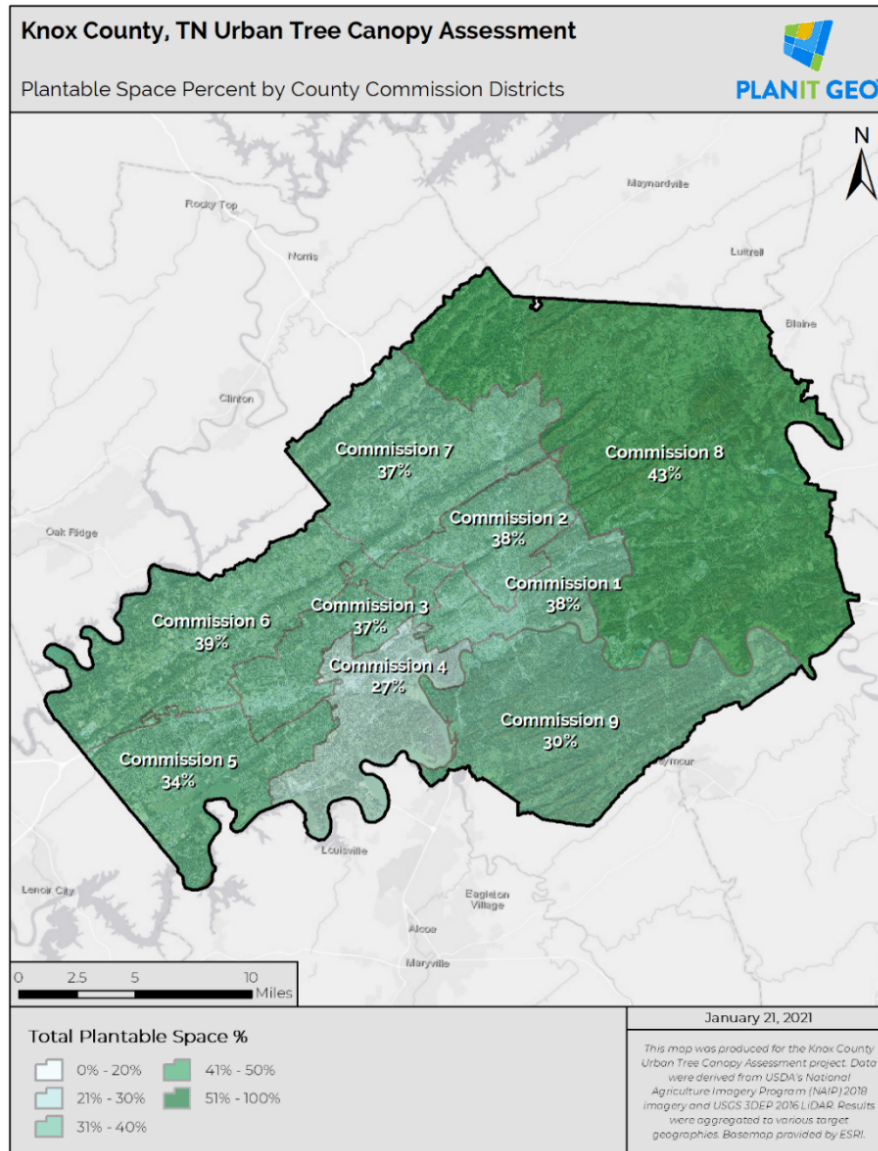 Knox County, TN Urban Tree Canopy Assessment
Plantable Space Percent by County Commission Districts
PLANIT GEO
N
Maynardville
Rocky Top
Luttrell
Norris
Blaine
Clinton
Commission 7
37%
Commission 8
43%
Commission 2
38%
Oak Ridge
Commission 1
38%
Commission 3
37%
Commission 6
39%
Commission 4
27%
Commission 9
30%
Commission 5
34%
Louisville
Lenoir City
Eagleton
Village
Alcoa
Maryville
0 2.5 5 10
Miles
Total Plantable Space %
0% - 20%
21% - 30%
31% - 40%
41% - 50%
51% - 100%
January 21, 2021
This map was produced for the Knox County
Urban Tree Canopy Assessment project. Data
were derived from USDA's National
Agriculture Imagery Program (NAIP) 2018
imagery and USGS 3DEP 2016 LiDAR. Results
were aggregated to various target
geographies. Basemap provided by ESRI.